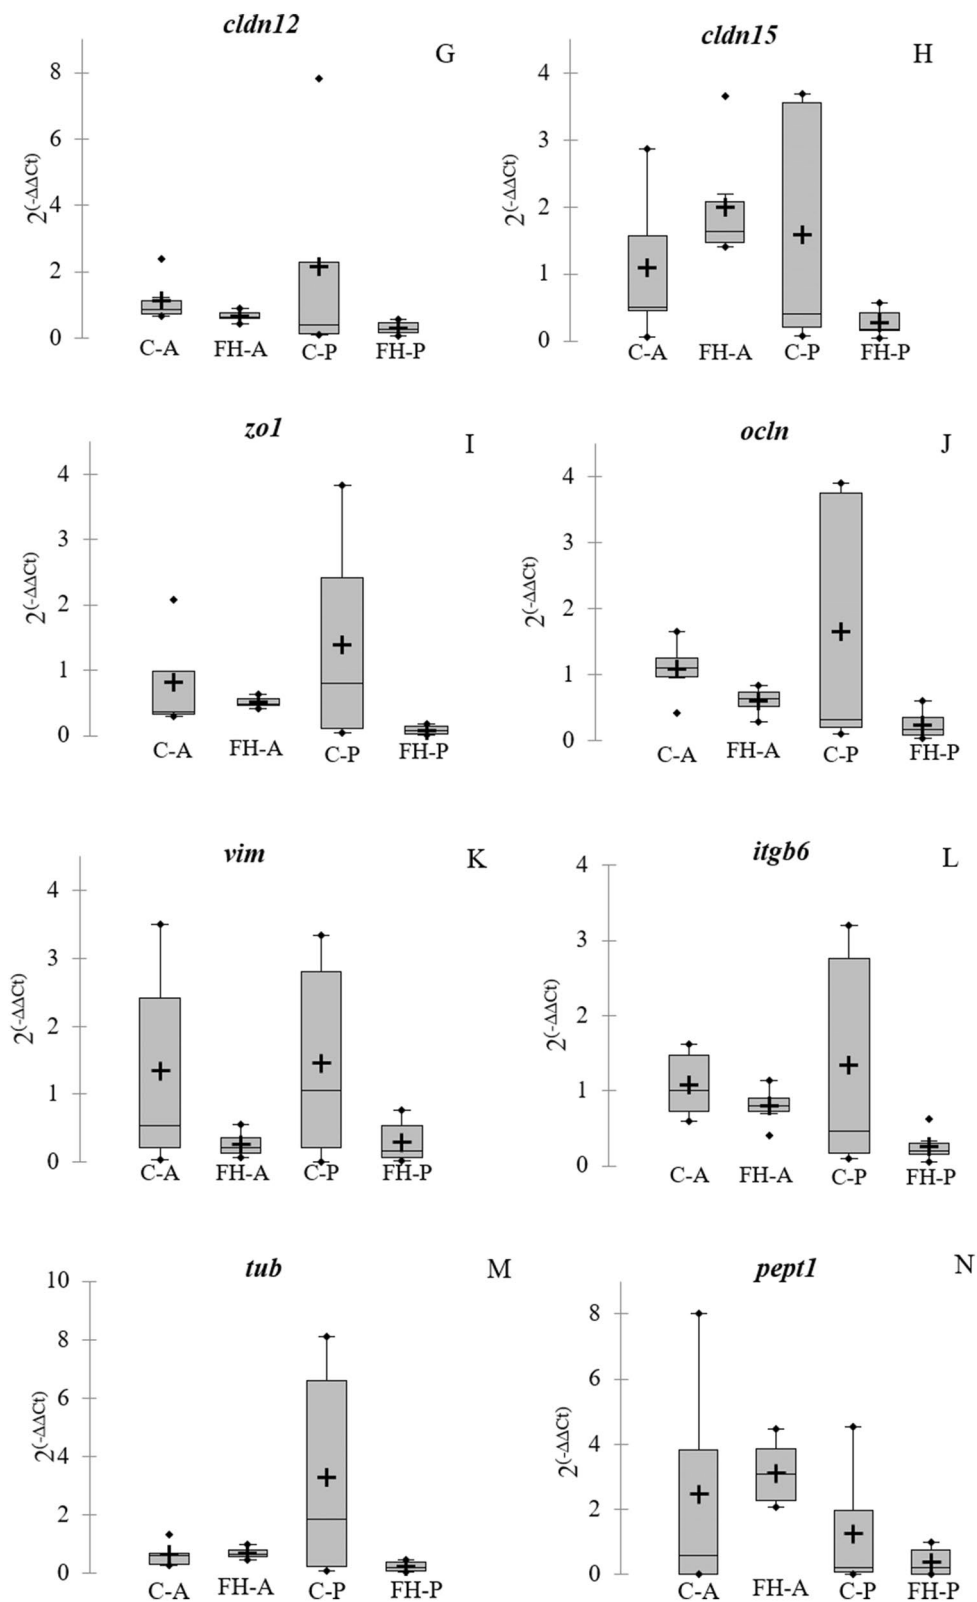 cldn12
G
8
6
4
2
0
2(-ΔΔCt)
C-A FH-A C-P FH-P
cldn15
H
4
3
2
1
0
2(-ΔΔCt)
C-A FH-A C-P FH-P
zo1
I
4
3
2
1
0
2(-ΔΔCt)
C-A FH-A C-P FH-P
ocln
J
4
3
2
1
0
2(-ΔΔCt)
C-A FH-A C-P FH-P
vim
K
4
3
2
1
0
2(-ΔΔCt)
C-A FH-A C-P FH-P
itgb6
L
4
3
2
1
0
2(-ΔΔCt)
C-A FH-A C-P FH-P
tub
M
10
8
6
4
2
0
2(-ΔΔCt)
C-A FH-A C-P FH-P
pept1
N
8
6
4
2
0
2(-ΔΔCt)
C-A FH-A C-P FH-P